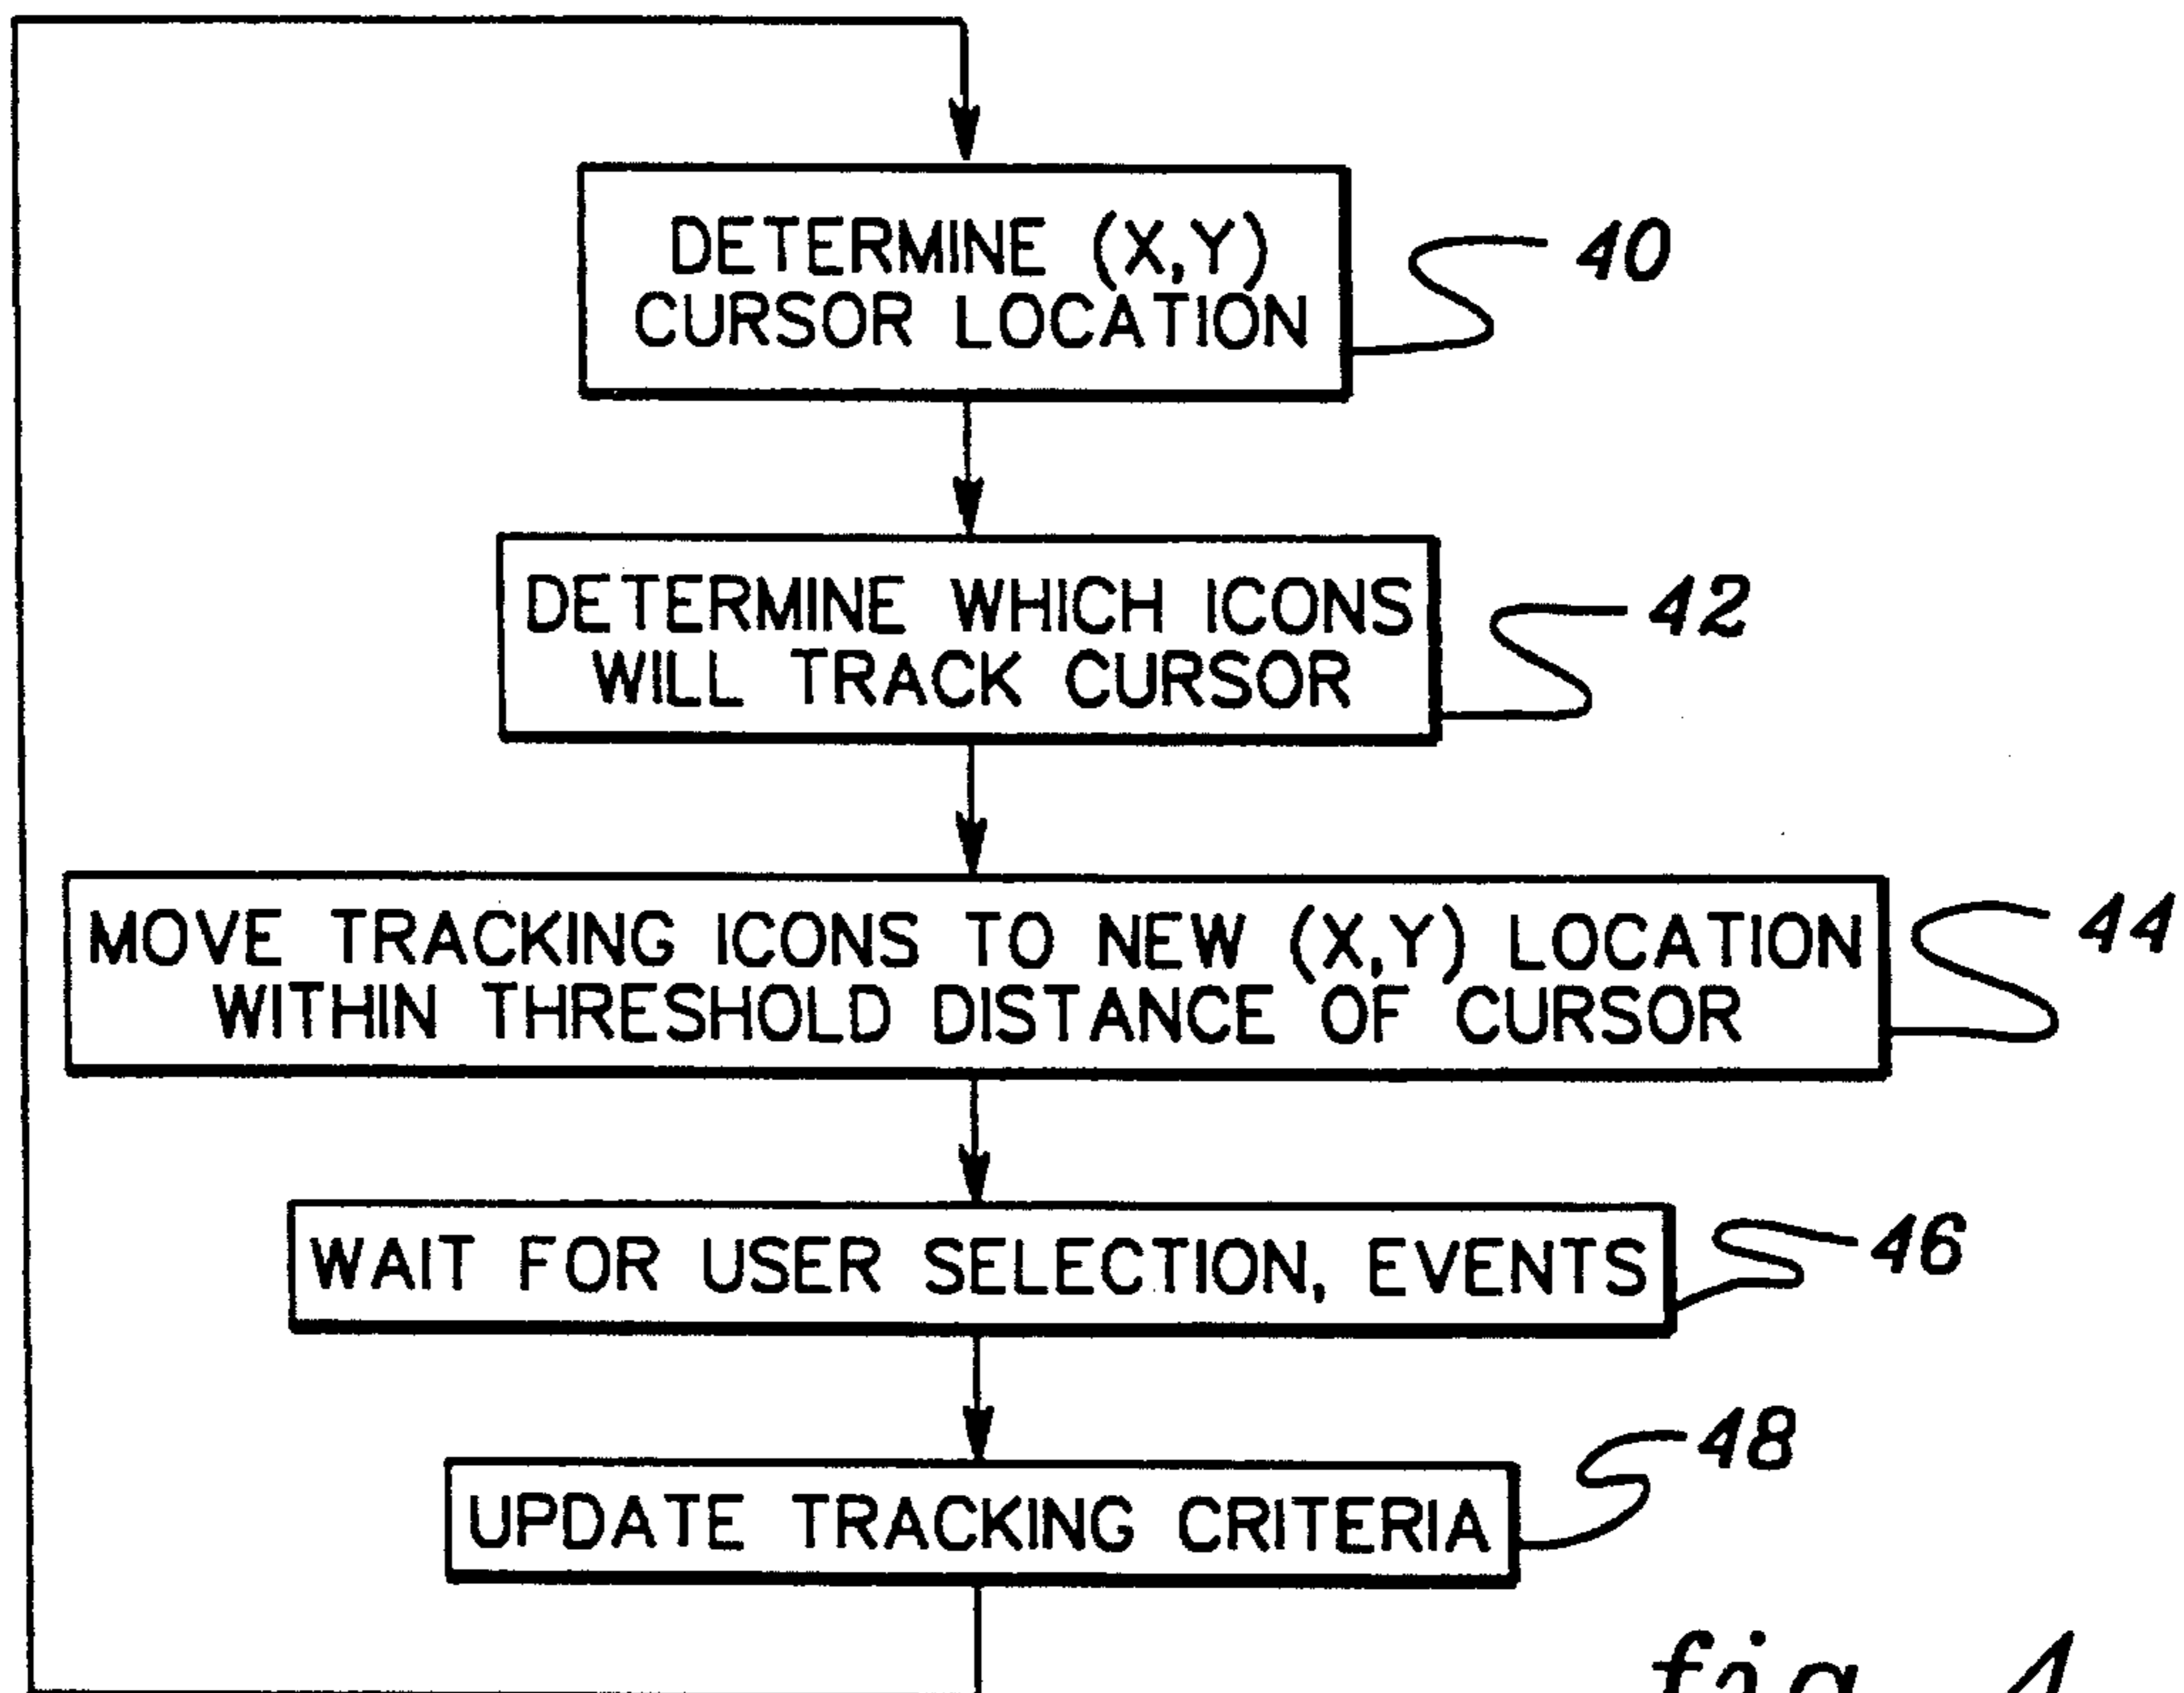 DETERMINE (X,Y)
CURSOR LOCATION
40
DETERMINE WHICH ICONS
WILL TRACK CURSOR
42
MOVE TRACKING ICONS TO NEW (X,Y) LOCATION
WITHIN THRESHOLD DISTANCE OF CURSOR
44
WAIT FOR USER SELECTION, EVENTS
46
UPDATE TRACKING CRITERIA
48
fig